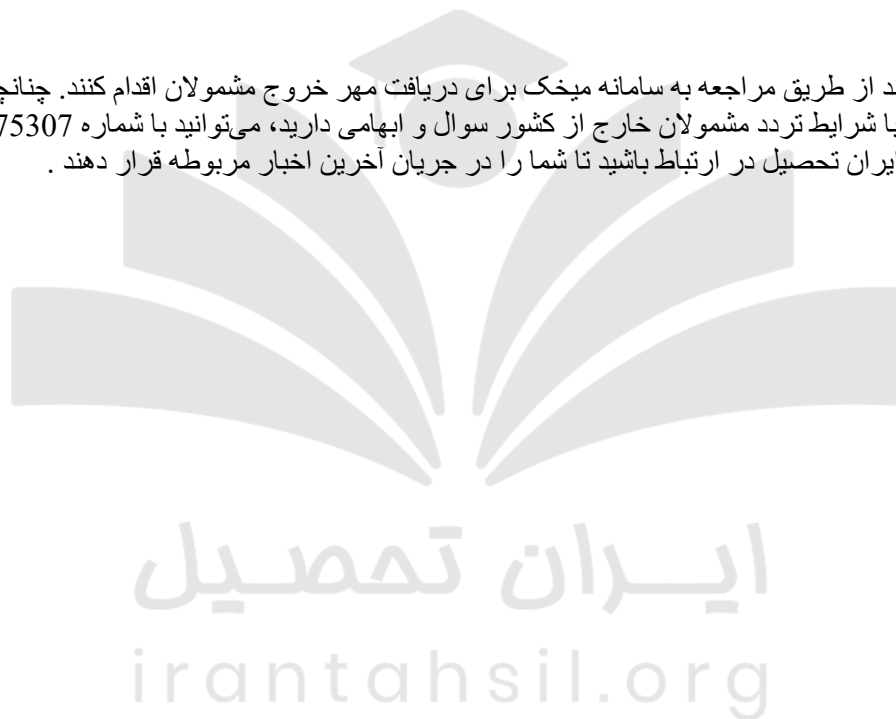 د از طریق مراجعه به سامانه میخک برای دریافت مهر خروج مشمولان اقدام کنند. چنانچ
ا شرایط تردد مشمولان خارج از کشور سوال و ابهامی دارید، می‌توانید با شماره 75307
یران تحصیل در ارتباط باشید تا شما را در جریان آخرین اخبار مربوطه قرار دهند .
ایــران تحصیل
irantahsil.org